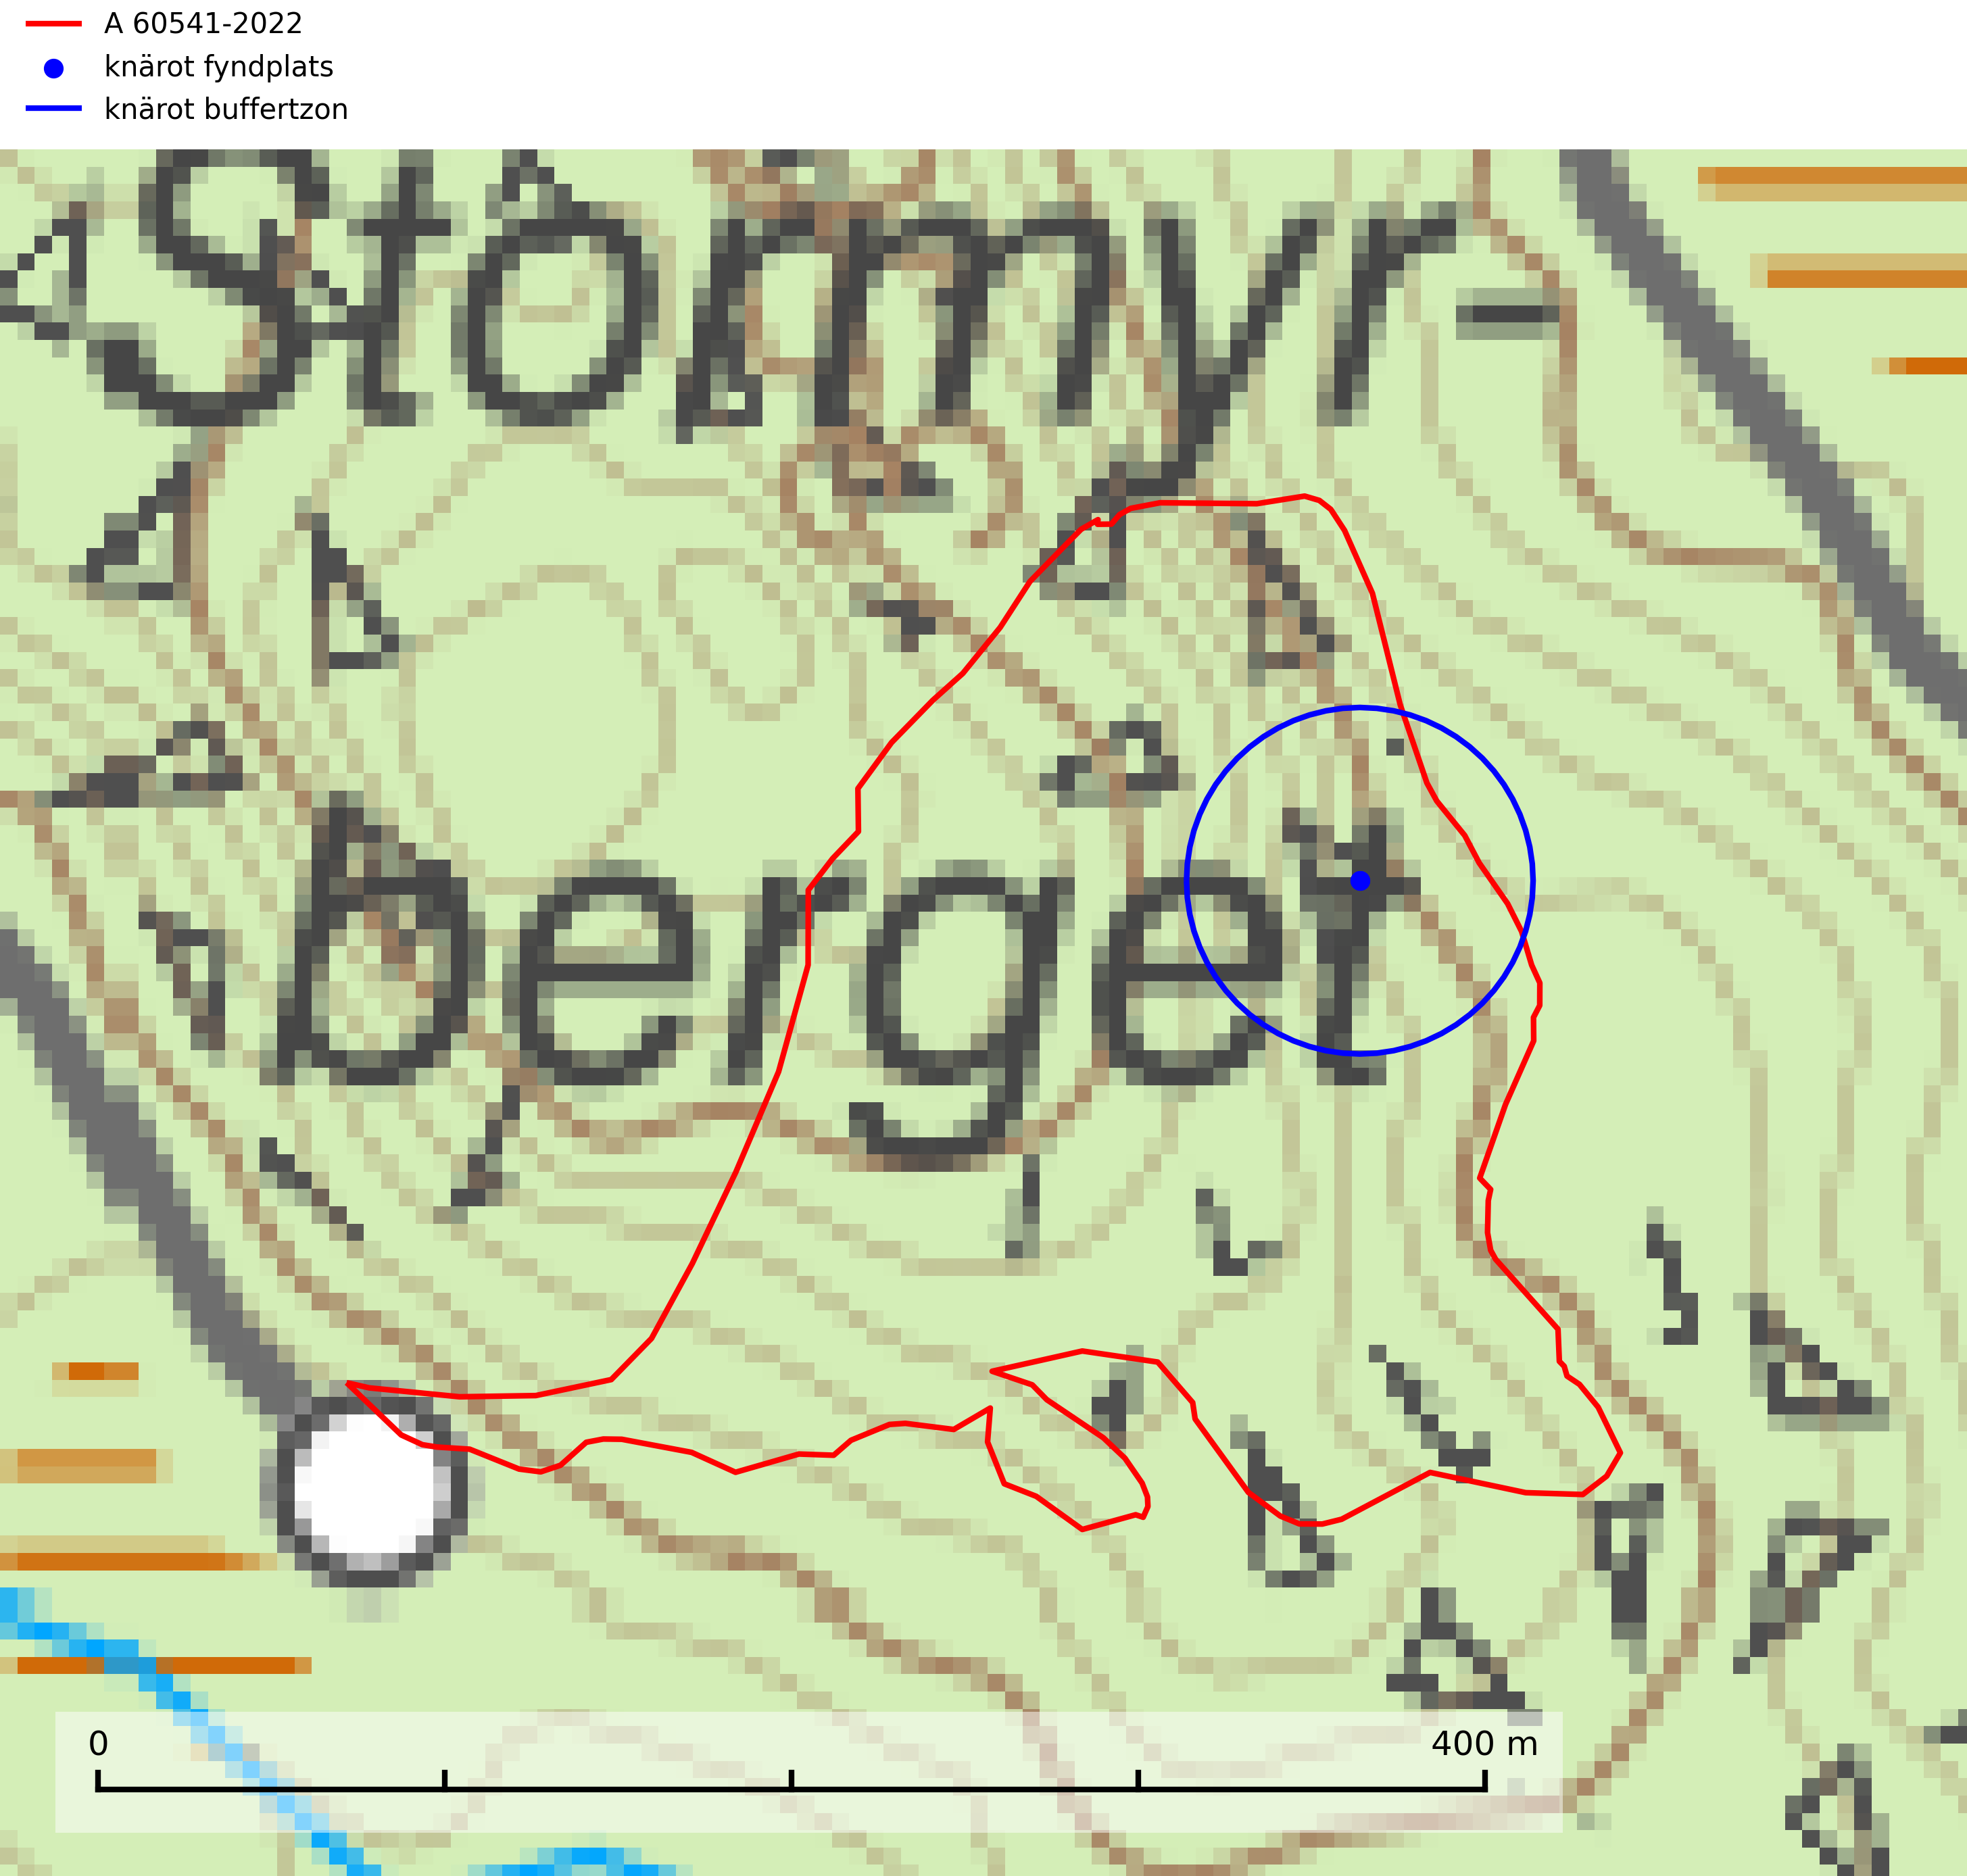 A 60541-2022
knärot fyndplats
knärot buffertzon
Stormyr-
berget
0
400 m